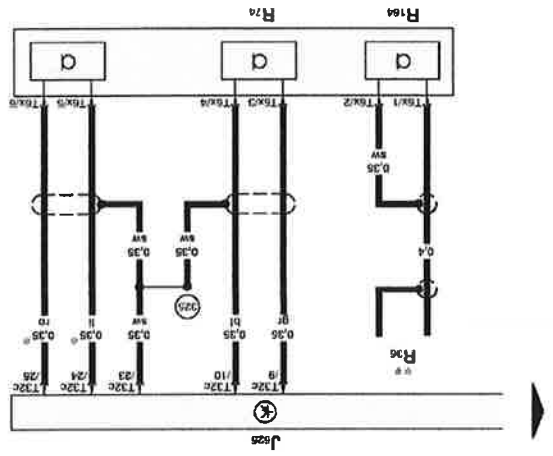 J625
K
T32c
/9
T32c
/10
T32c
/23
T32c
/24
T32c
/25
**
R36
0,35
gr
0,35
bl
0,35
sw
0,35 *
li
0,35 *
ro
325
0,4
0,35
sw
0,35
sw
0,35
sw
T6x/1
T6x/2
T6x/3
T6x/4
T6x/5
T6x/6
R164
R74